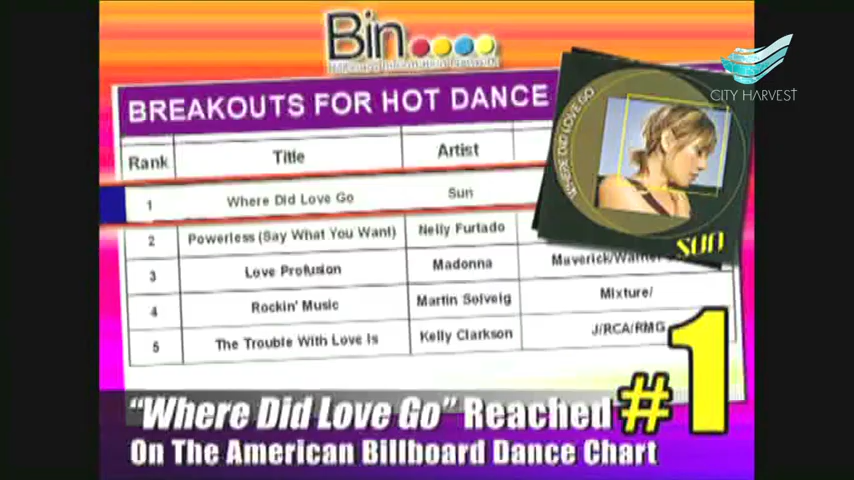 Bin
CITY HARVEST
BREAKOUTS FOR HOT DANCE
Rank Title Artist
1 Where Did Love Go Sun
2 Powerless (Say What You Want) Nelly Furtado
3 Love Profusion Madonna Maverick/Warner
4 Rockin' Music Martin Solveig Mixture/
5 The Trouble With Love Is Kelly Clarkson J/RCA/RMG
WHERE DID LOVE GO
SUN
"Where Did Love Go" Reached #1
On The American Billboard Dance Chart